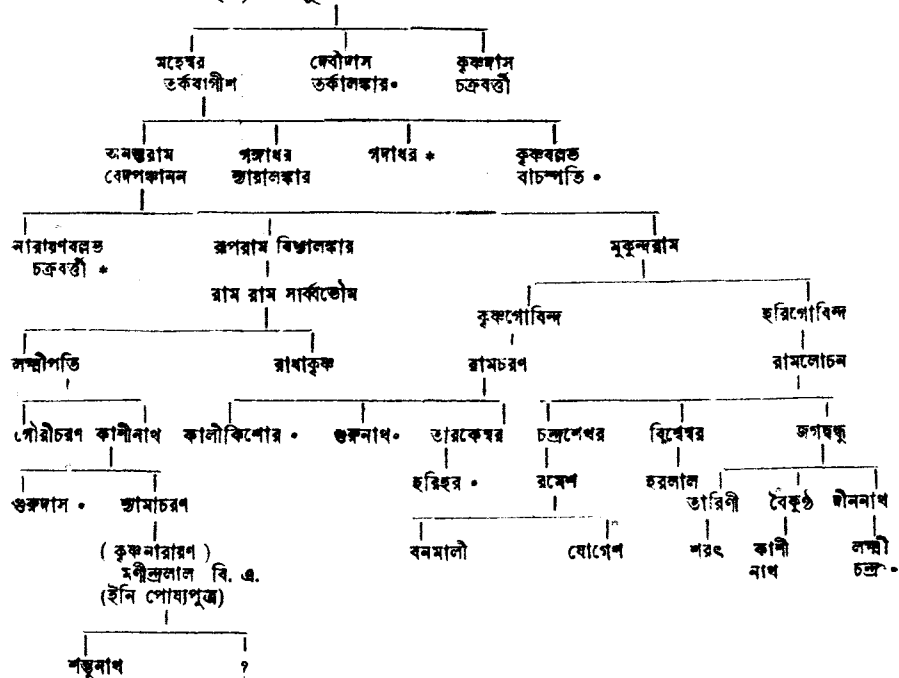 মহেশ্বর দেবীদাস কৃষ্ণদাস
তর্কবাগীশ তর্কালঙ্কার * চক্রবর্ত্তী
অনন্তরাম গঙ্গাধর গদাধর * কৃষ্ণবল্লভ
বেদপঞ্চানন ন্যায়ালঙ্কার বাচস্পতি *
নারায়ণবল্লভ রূপরাম বিদ্যালঙ্কার মুকুন্দরাম
চক্রবর্ত্তী *
রাম রাম সার্ব্বভৌম
কৃষ্ণগোবিন্দ হরিগোবিন্দ
লক্ষ্মীপতি রাধাকৃষ্ণ রামচরণ রামলোচন
গৌরীচরণ কাশীনাথ কালীকিশোর * গুরুনাথ * তারকেশ্বর চন্দ্রশেখর বিশ্বেশ্বর জগদ্বন্ধু
হরিহর * রমেশ হরলাল
গুরুদাস * শ্যামাচরণ তারিণী বৈকুণ্ঠ দীননাথ
( কৃষ্ণনারায়ণ ) বনমালী যোগেশ শরৎ কাশী লক্ষ্মী
মণীন্দ্রলাল বি. এ. নাথ চন্দ্র *
(ইনি পোষ্যপুত্র)
শম্ভুনাথ ?